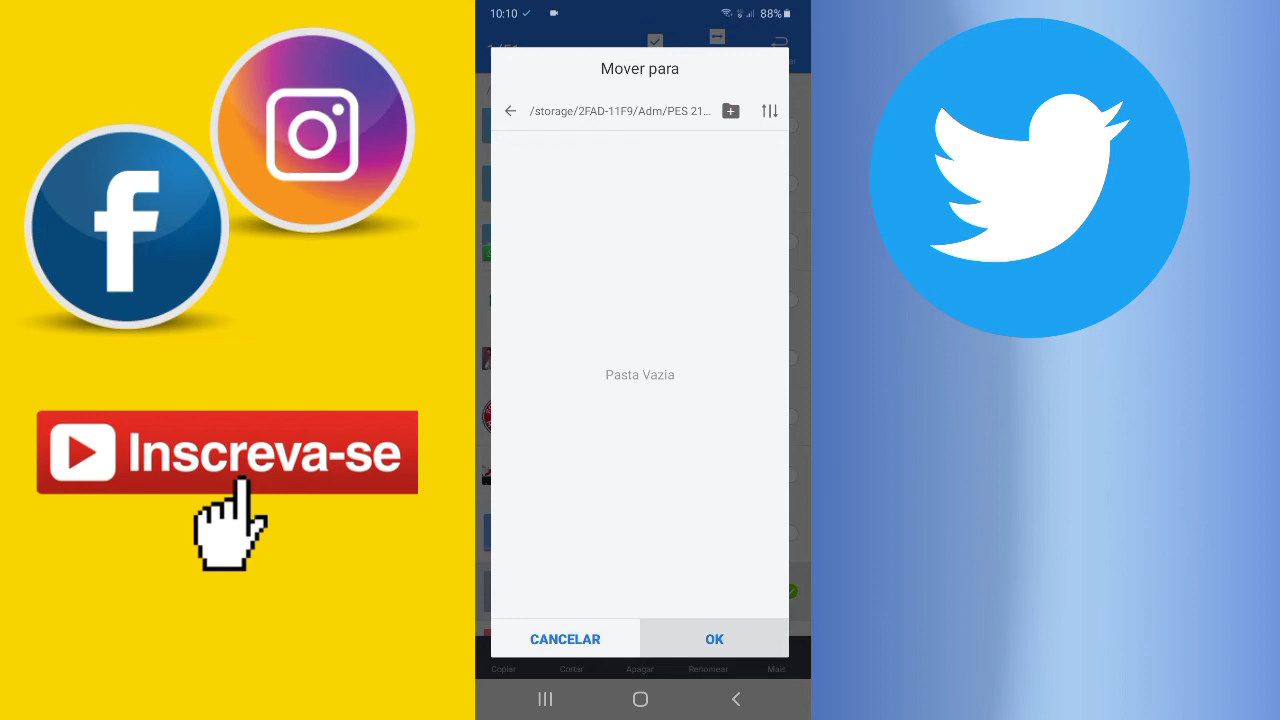 10:10
88%
Mover para
/storage/2FAD-11F9/Adm/PES 21...
Pasta Vazia
Inscreva-se
CANCELAR
OK
Copiar
Cortar
Apagar
Renomear
Mais